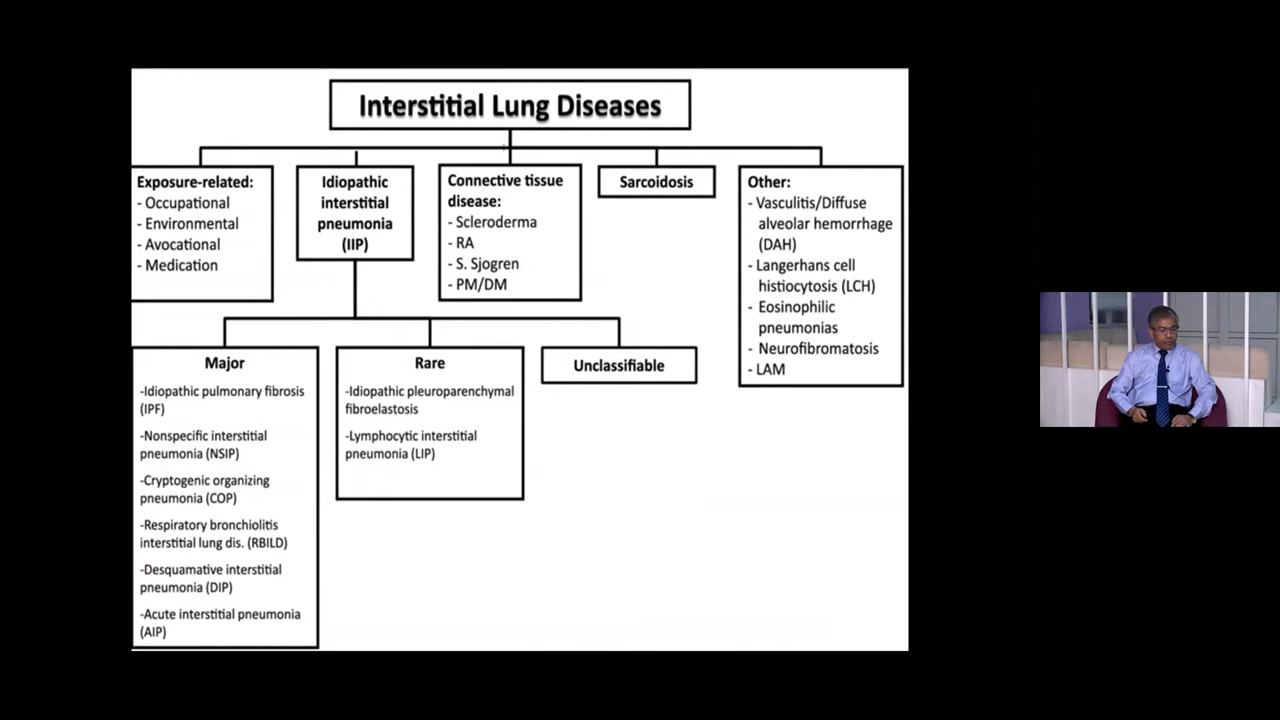 Interstitial Lung Diseases
Exposure-related:
- Occupational
- Environmental
- Avocational
- Medication
Idiopathic
interstitial
pneumonia
(IIP)
Connective tissue
disease:
- Scleroderma
- RA
- S. Sjogren
- PM/DM
Sarcoidosis
Other:
- Vasculitis/Diffuse
alveolar hemorrhage
(DAH)
- Langerhans cell
histiocytosis (LCH)
- Eosinophilic
pneumonias
- Neurofibromatosis
- LAM
Major
-Idiopathic pulmonary fibrosis
(IPF)
-Nonspecific interstitial
pneumonia (NSIP)
-Cryptogenic organizing
pneumonia (COP)
-Respiratory bronchiolitis
interstitial lung dis. (RBILD)
-Desquamative interstitial
pneumonia (DIP)
-Acute interstitial pneumonia
(AIP)
Rare
-Idiopathic pleuroparenchymal
fibroelastosis
-Lymphocytic interstitial
pneumonia (LIP)
Unclassifiable